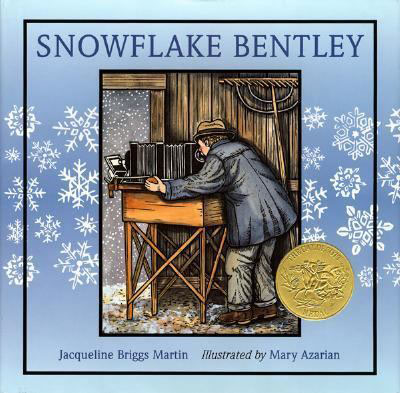 SNOWFLAKE BENTLEY
Jacqueline Briggs Martin Illustrated by Mary Azarian